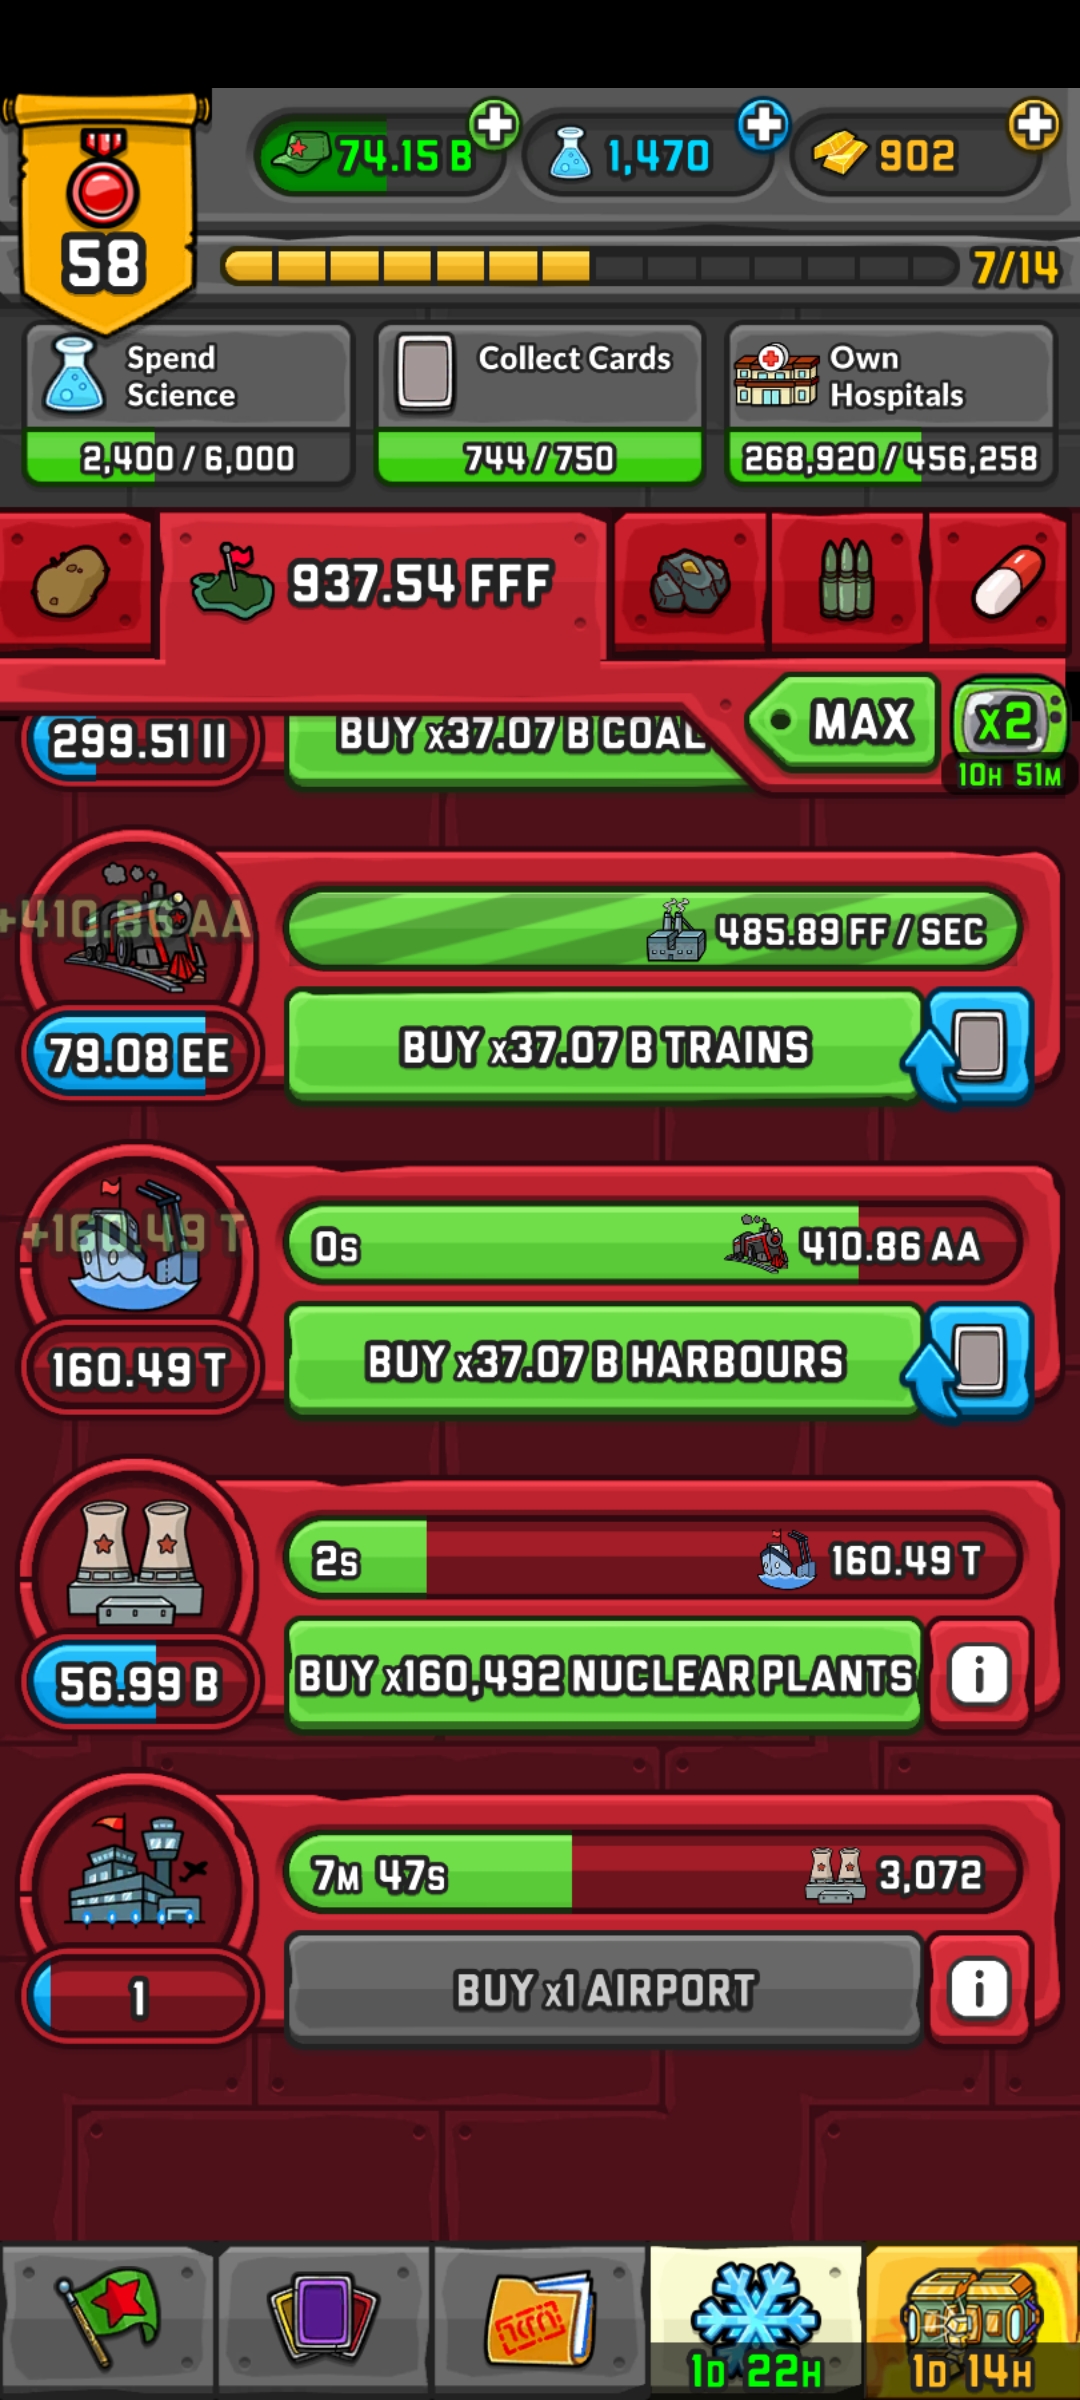 74.15 B
1,470
902
58
7/14
Spend
Science
2,400 / 6,000
Collect Cards
744 / 750
Own
Hospitals
268,920 / 456,258
937.54 FFF
299.51 II
BUY x37.07 B COAL
MAX
x2
10H 51M
+410.86 AA
485.89 FF / SEC
79.08 EE
BUY x37.07 B TRAINS
+160.49 T
0s
410.86 AA
160.49 T
BUY x37.07 B HARBOURS
2s
160.49 T
56.99 B
BUY x160,492 NUCLEAR PLANTS
i
7M 47s
3,072
1
BUY x1 AIRPORT
i
1D 22H
1D 14H